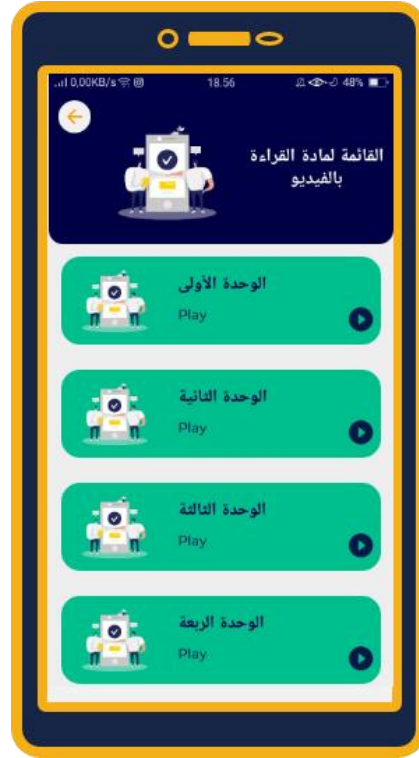 0,00KB/s
18.56
48%
القائمة لمادة القراءة
بالفيديو
الوحدة الأولى
Play
الوحدة الثانية
Play
الوحدة الثالثة
Play
الوحدة الربعة
Play